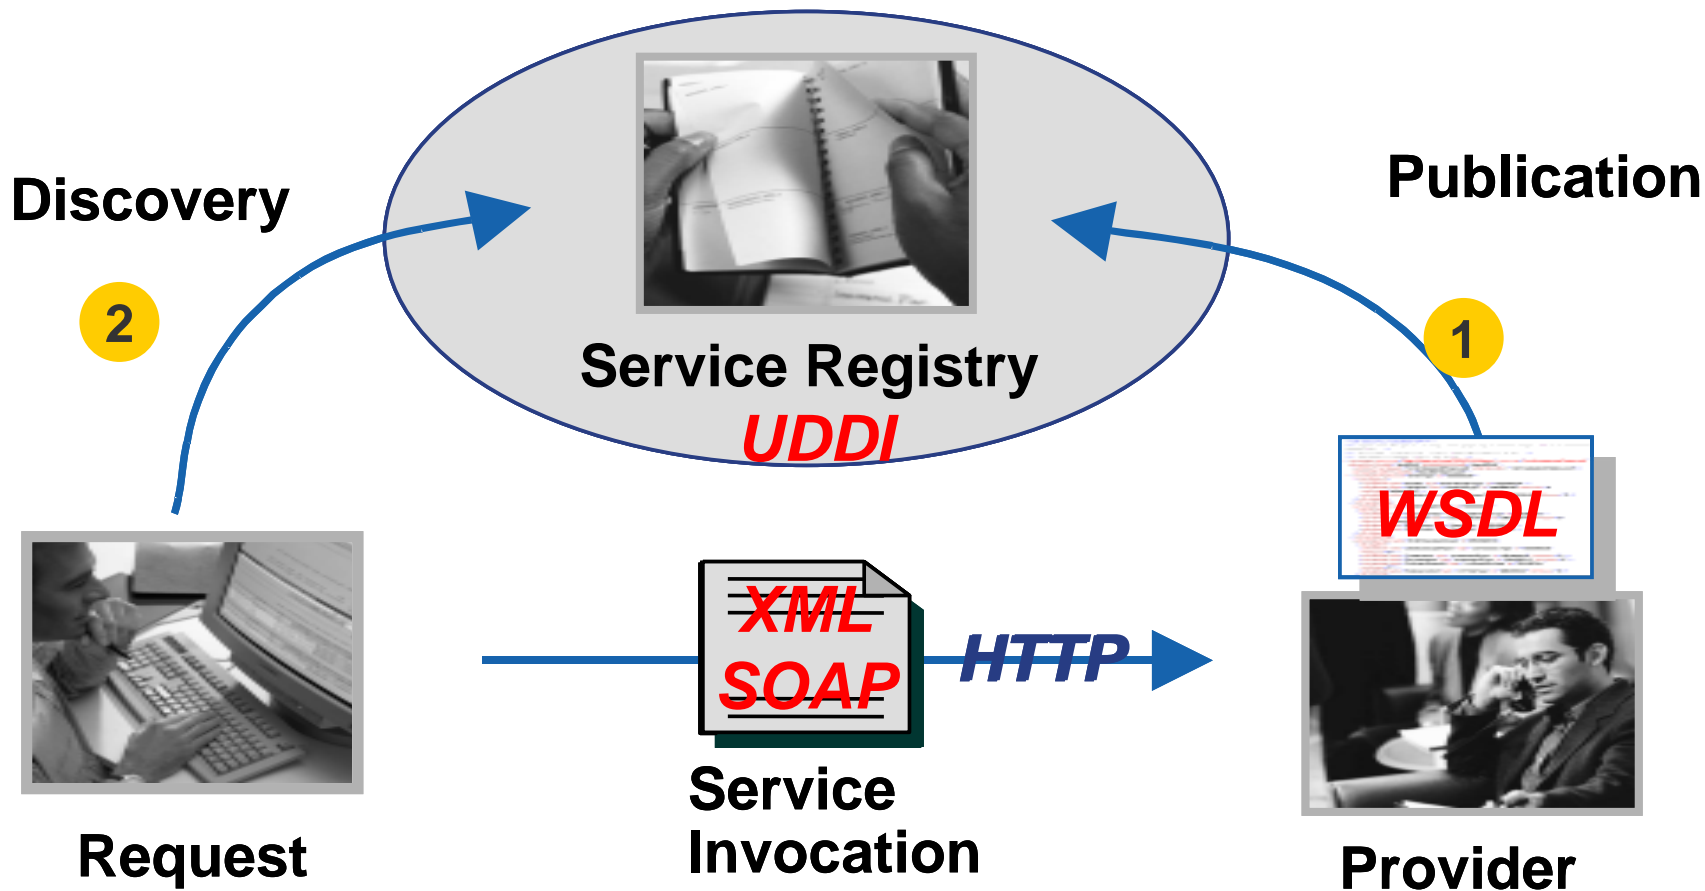 Discovery
Publication
2
1
Service Registry
UDDI
WSDL
XML
SOAP
HTTP
Service
Invocation
Request
Provider